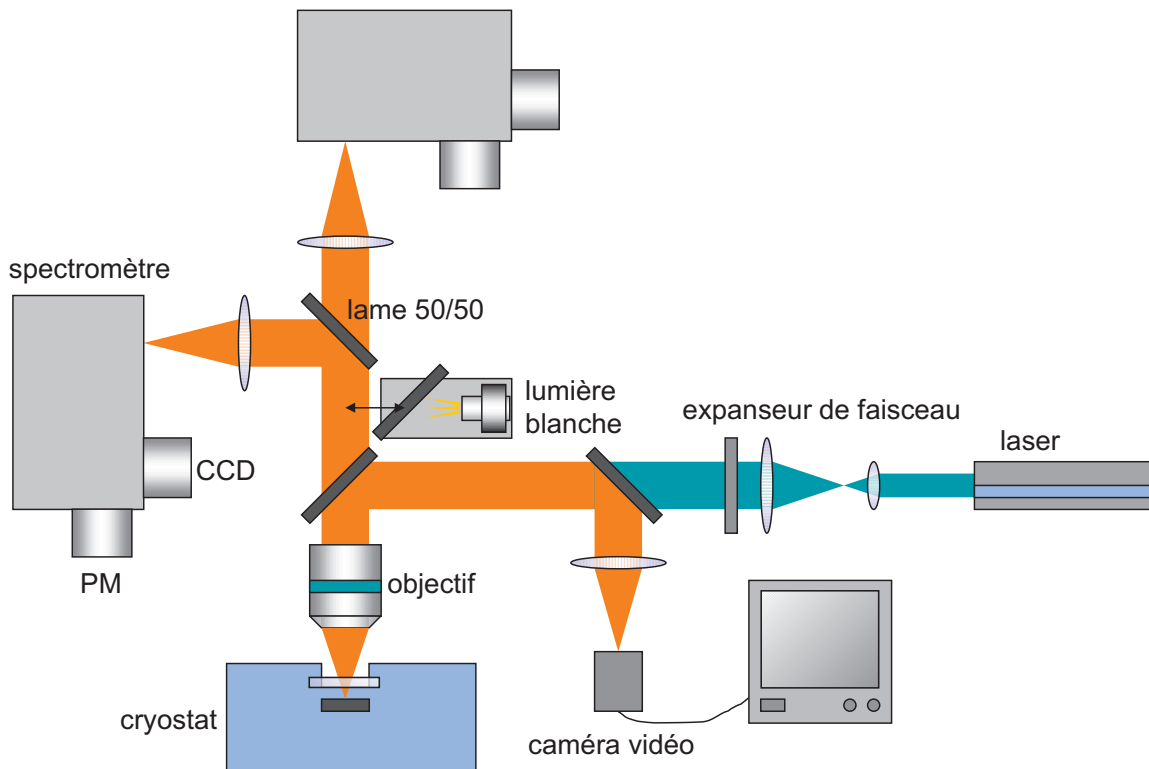 spectromètre
lame 50/50
lumière
blanche
expanseur de faisceau
laser
CCD
PM
objectif
cryostat
caméra vidéo